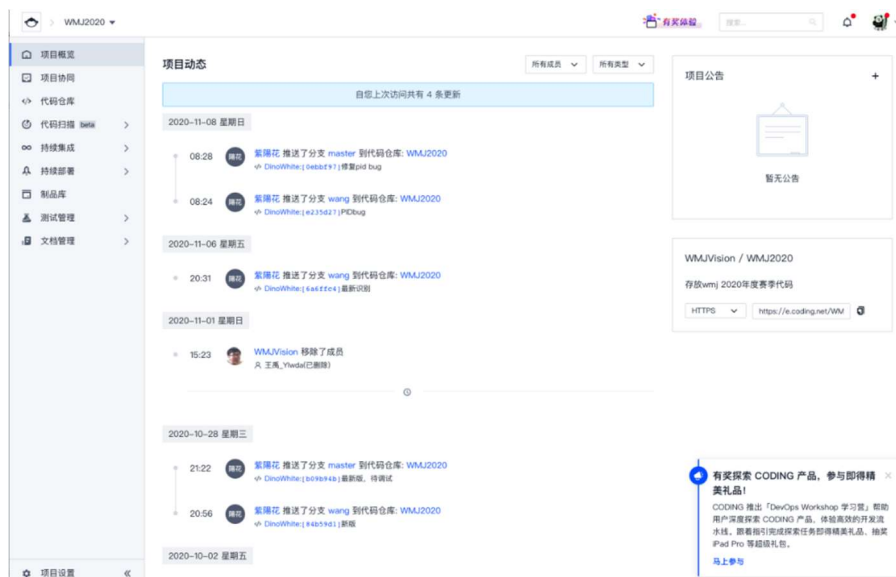 WMJ2020
有奖体验
搜索...
项目概览
项目协同
代码仓库
代码扫描 beta
持续集成
持续部署
制品库
测试管理
文档管理
项目设置
项目动态
所有成员
所有类型
自您上次访问共有 4 条更新
2020-11-08 星期日
08:28 紫陽花 推送了分支 master 到代码仓库: WMJ2020
DinoWhite:[0ebbf97]修复pid bug
08:24 紫陽花 推送了分支 wang 到代码仓库: WMJ2020
DinoWhite:[e235d27]PIDbug
2020-11-06 星期五
20:31 紫陽花 推送了分支 wang 到代码仓库: WMJ2020
DinoWhite:[6a6ffc4]最新识别
2020-11-01 星期日
15:23 WMJVision 移除了成员
王禹_Ylwda(已删除)
2020-10-28 星期三
21:22 紫陽花 推送了分支 master 到代码仓库: WMJ2020
DinoWhite:[b09b94b]最新版，待调试
20:56 紫陽花 推送了分支 wang 到代码仓库: WMJ2020
DinoWhite:[84b59d1]新版
2020-10-02 星期五
项目公告
+
暂无公告
WMJVision / WMJ2020
存放wmj 2020年度赛季代码
HTTPS
https://e.coding.net/WM
有奖探索 CODING 产品，参与即得精
美礼品!
CODING 推出「DevOps Workshop 学习营」帮助
用户深度探索 CODING 产品，体验高效的开发流
水线。跟着指引完成探索任务即得精美礼品、抽奖
iPad Pro 等超级礼包。
马上参与